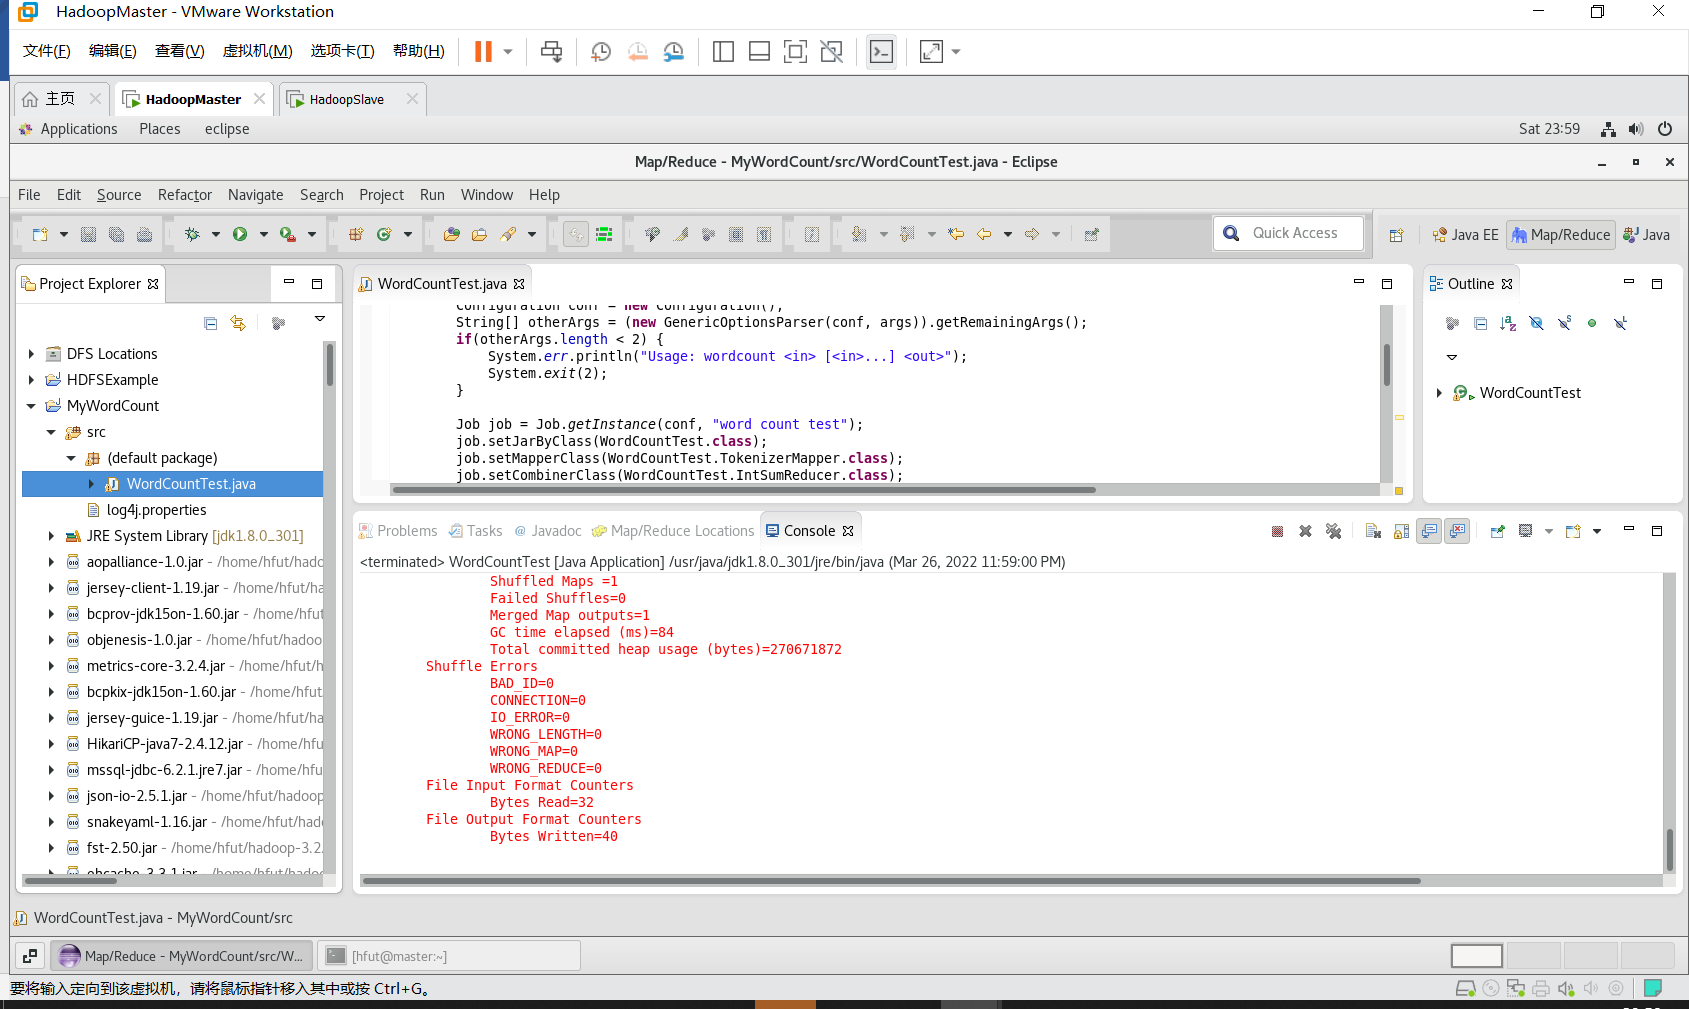 HadoopMaster - VMware Workstation
文件(F) 编辑(E) 查看(V) 虚拟机(M) 选项卡(T) 帮助(H)
主页 HadoopMaster HadoopSlave
Applications Places eclipse Sat 23:59
Map/Reduce - MyWordCount/src/WordCountTest.java - Eclipse
File Edit Source Refactor Navigate Search Project Run Window Help
Quick Access Java EE Map/Reduce Java
Project Explorer
DFS Locations
HDFSExample
MyWordCount
src
(default package)
WordCountTest.java
log4j.properties
JRE System Library [jdk1.8.0_301]
aopalliance-1.0.jar - /home/hfut/hado
jersey-client-1.19.jar - /home/hfut/ha
bcprov-jdk15on-1.60.jar - /home/hfut
objenesis-1.0.jar - /home/hfut/hadoo
metrics-core-3.2.4.jar - /home/hfut/h
bcpkix-jdk15on-1.60.jar - /home/hfut.
jersey-guice-1.19.jar - /home/hfut/ha
HikariCP-java7-2.4.12.jar - /home/hfu
mssql-jdbc-6.2.1.jre7.jar - /home/hfu
json-io-2.5.1.jar - /home/hfut/hadoop
snakeyaml-1.16.jar - /home/hfut/hado
fst-2.50.jar - /home/hfut/hadoop-3.2.
ohcache-3.3.1.jar - /home/hfut/hado
WordCountTest.java
Configuration conf = new Configuration();
String[] otherArgs = (new GenericOptionsParser(conf, args)).getRemainingArgs();
if(otherArgs.length < 2) {
System.err.println("Usage: wordcount <in> [<in>...] <out>");
System.exit(2);
}
Job job = Job.getInstance(conf, "word count test");
job.setJarByClass(WordCountTest.class);
job.setMapperClass(WordCountTest.TokenizerMapper.class);
job.setCombinerClass(WordCountTest.IntSumReducer.class);
Outline
WordCountTest
Problems Tasks Javadoc Map/Reduce Locations Console
<terminated> WordCountTest [Java Application] /usr/java/jdk1.8.0_301/jre/bin/java (Mar 26, 2022 11:59:00 PM)
Shuffled Maps =1
Failed Shuffles=0
Merged Map outputs=1
GC time elapsed (ms)=84
Total committed heap usage (bytes)=270671872
Shuffle Errors
BAD_ID=0
CONNECTION=0
IO_ERROR=0
WRONG_LENGTH=0
WRONG_MAP=0
WRONG_REDUCE=0
File Input Format Counters
Bytes Read=32
File Output Format Counters
Bytes Written=40
WordCountTest.java - MyWordCount/src
Map/Reduce - MyWordCount/src/W... [hfut@master:~]
要将输入定向到该虚拟机，请将鼠标指针移入其中或按 Ctrl+G。